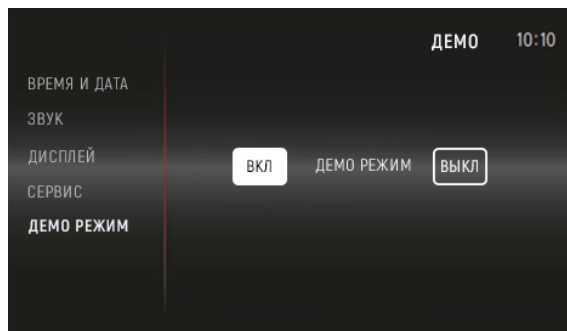 ДЕМО 10:10
ВРЕМЯ И ДАТА
ЗВУК
ДИСПЛЕЙ
СЕРВИС
ДЕМО РЕЖИМ
ВКЛ ДЕМО РЕЖИМ ВЫКЛ